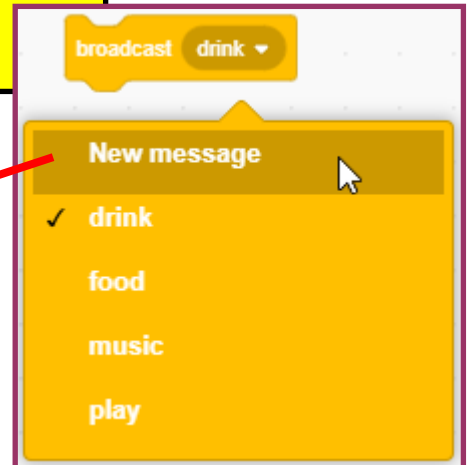 broadcast drink
New message
✓ drink
food
music
play